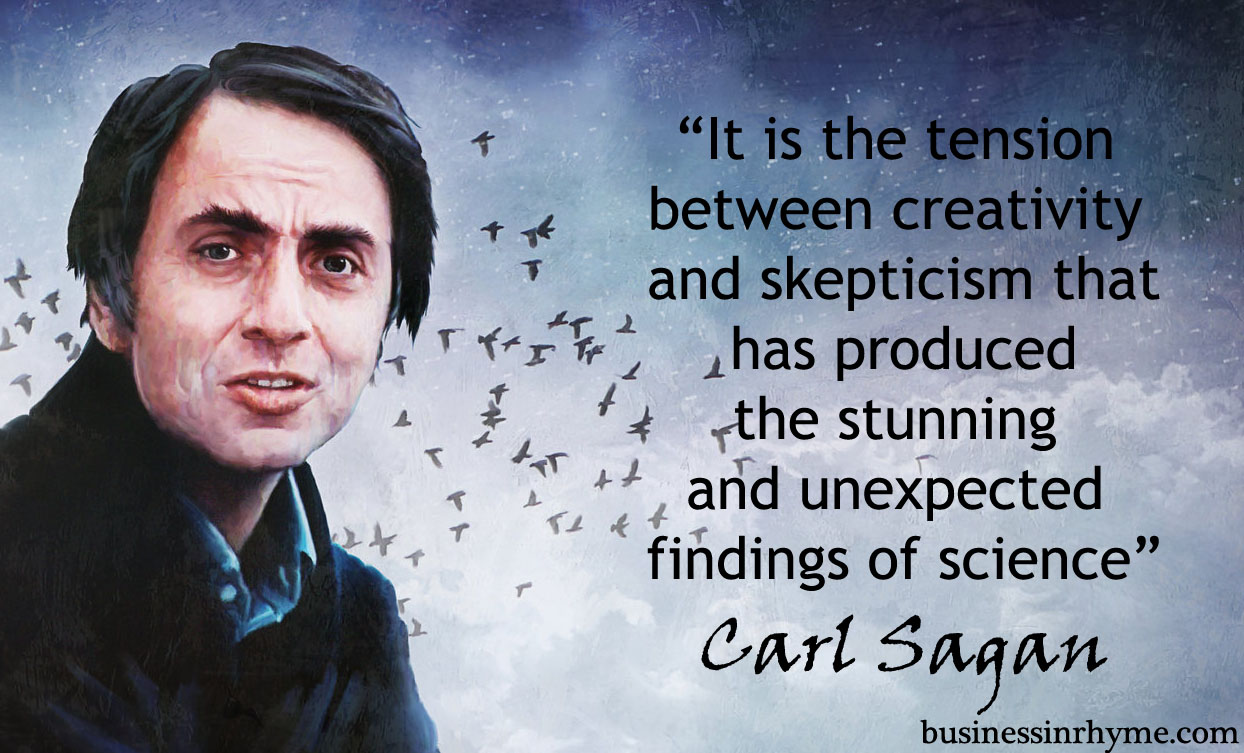 “It is the tension
between creativity
and skepticism that
has produced
the stunning
and unexpected
findings of science”
Carl Sagan
businessinrhyme.com